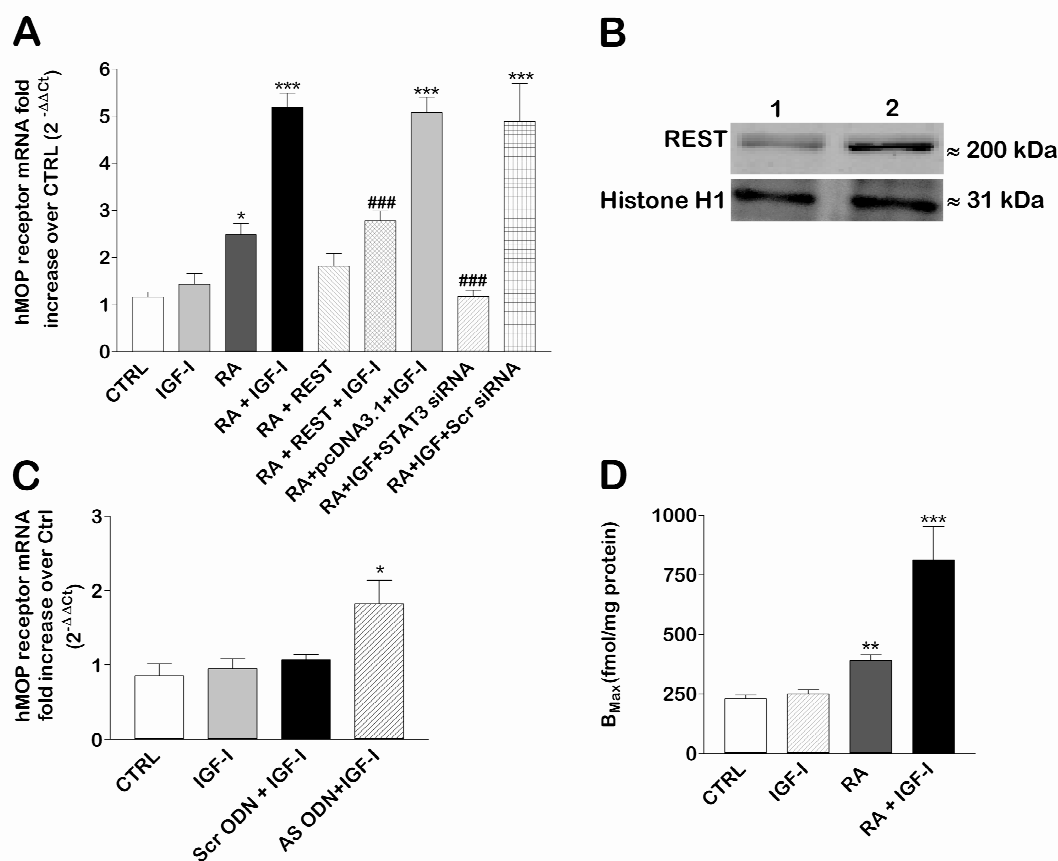 A
hMOP receptor mRNA fold
increase over CTRL (2 -ΔΔCt)
6
5
4
3
2
1
0
***
*
###
***
###
***
CTRL
IGF-I
RA
RA + IGF-I
RA + REST
RA + REST + IGF-I
RA+pcDNA3.1+IGF-I
RA+IGF+STAT3 siRNA
RA+IGF+Scr siRNA
B
1 2
REST ≈ 200 kDa
Histone H1 ≈ 31 kDa
C
hMOP receptor mRNA
fold increase over Ctrl
(2-ΔΔCt)
3
2
1
0
*
CTRL
IGF-I
Scr ODN + IGF-I
AS ODN+IGF-I
D
BMax(fmol/mg protein)
1000
750
500
250
0
**
***
CTRL
IGF-I
RA
RA + IGF-I